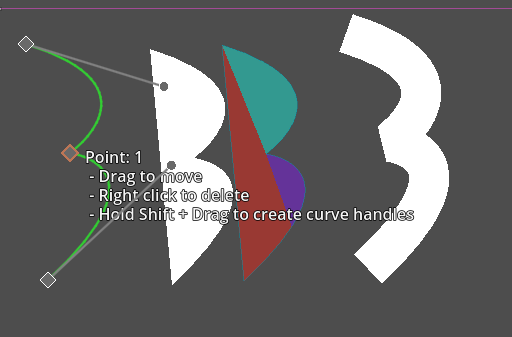 Point: 1
- Drag to move
- Right click to delete
- Hold Shift + Drag to create curve handles